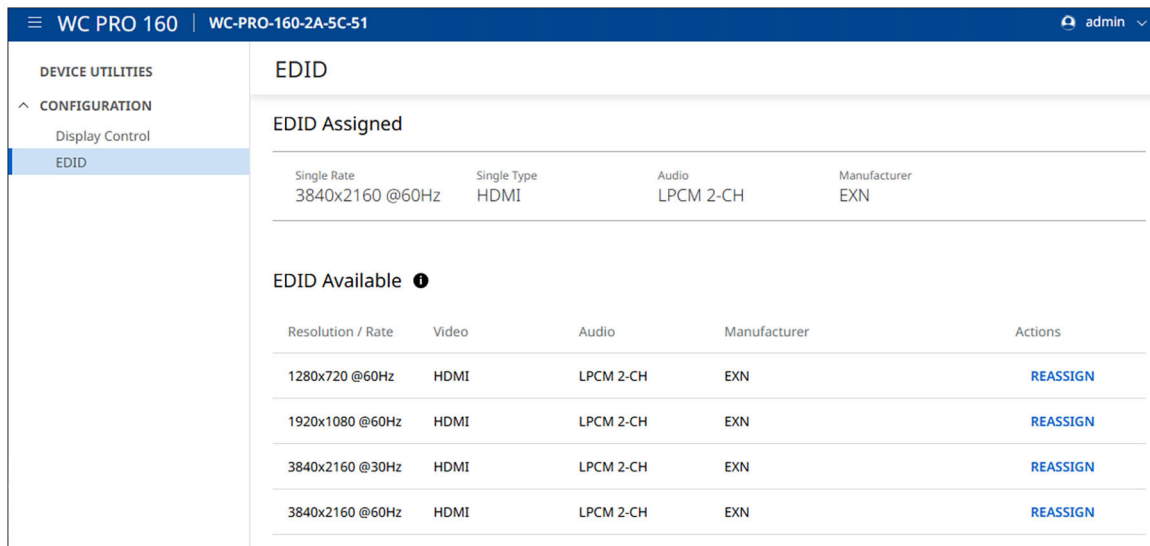 WC PRO 160 | WC-PRO-160-2A-5C-51 admin
DEVICE UTILITIES
CONFIGURATION
Display Control
EDID
EDID
EDID Assigned
Single Rate Single Type Audio Manufacturer
3840x2160 @60Hz HDMI LPCM 2-CH EXN
EDID Available i
Resolution / Rate Video Audio Manufacturer Actions
1280x720 @60Hz HDMI LPCM 2-CH EXN REASSIGN
1920x1080 @60Hz HDMI LPCM 2-CH EXN REASSIGN
3840x2160 @30Hz HDMI LPCM 2-CH EXN REASSIGN
3840x2160 @60Hz HDMI LPCM 2-CH EXN REASSIGN